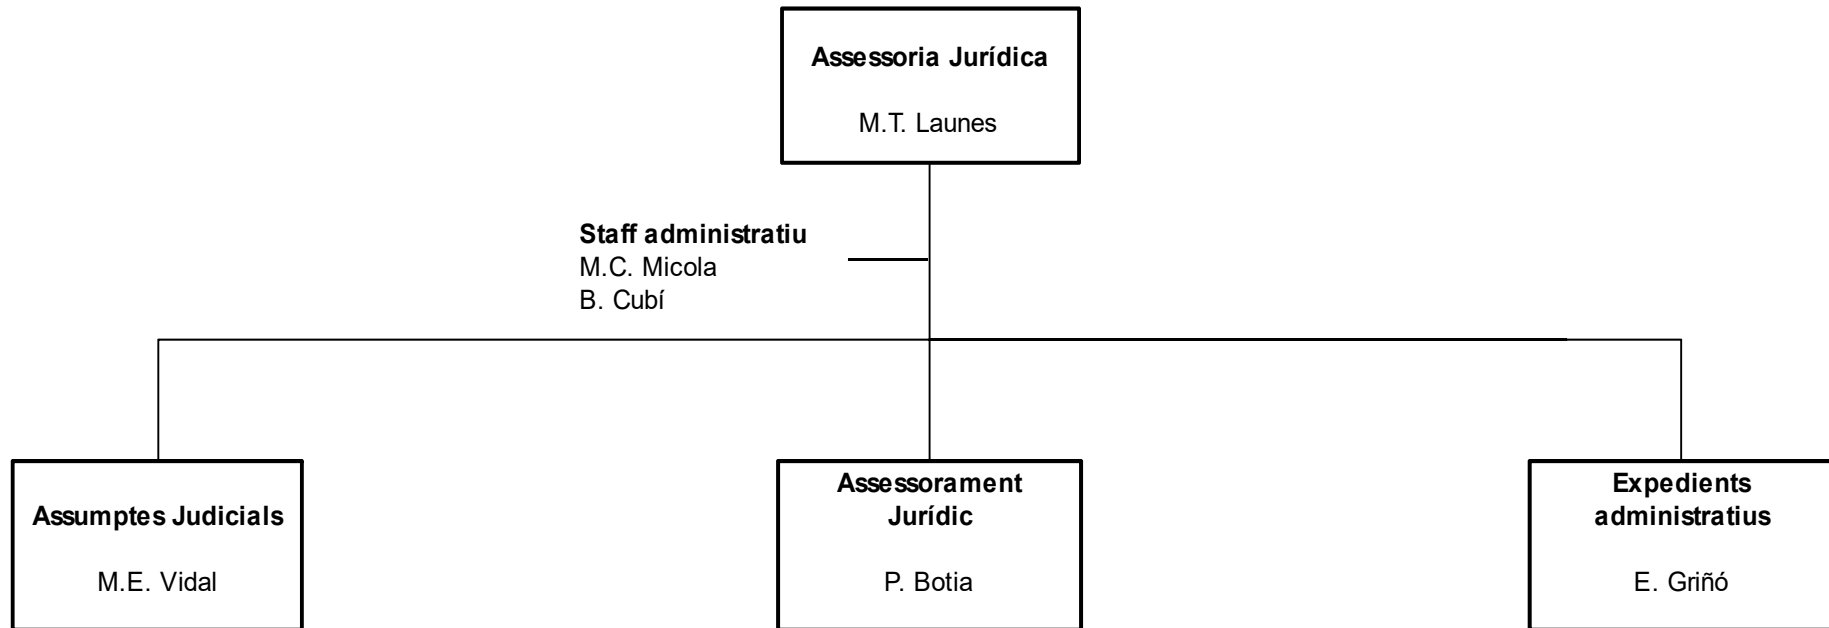 Assessoria Jurídica
M.T. Launes
Staff administratiu
M.C. Micola
B. Cubí
Assumptes Judicials
M.E. Vidal
Assessorament
Jurídic
P. Botia
Expedients
administratius
E. Griñó